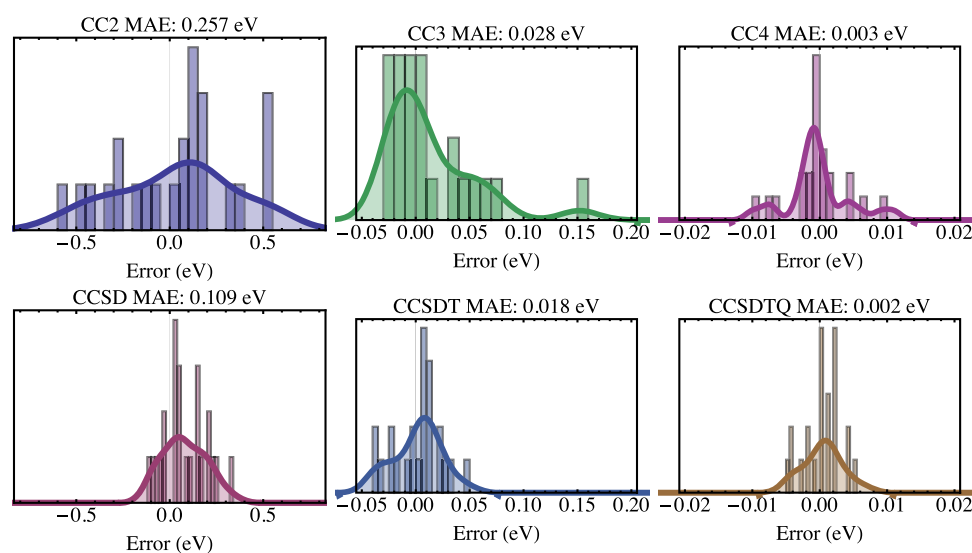 CC2 MAE: 0.257 eV
CC3 MAE: 0.028 eV
CC4 MAE: 0.003 eV
−0.5 0.0 0.5
−0.05 0.00 0.05 0.10 0.15 0.20
−0.02 −0.01 0.00 0.01 0.02
Error (eV)
Error (eV)
Error (eV)
CCSD MAE: 0.109 eV
CCSDT MAE: 0.018 eV
CCSDTQ MAE: 0.002 eV
−0.5 0.0 0.5
−0.05 0.00 0.05 0.10 0.15 0.20
−0.02 −0.01 0.00 0.01 0.02
Error (eV)
Error (eV)
Error (eV)